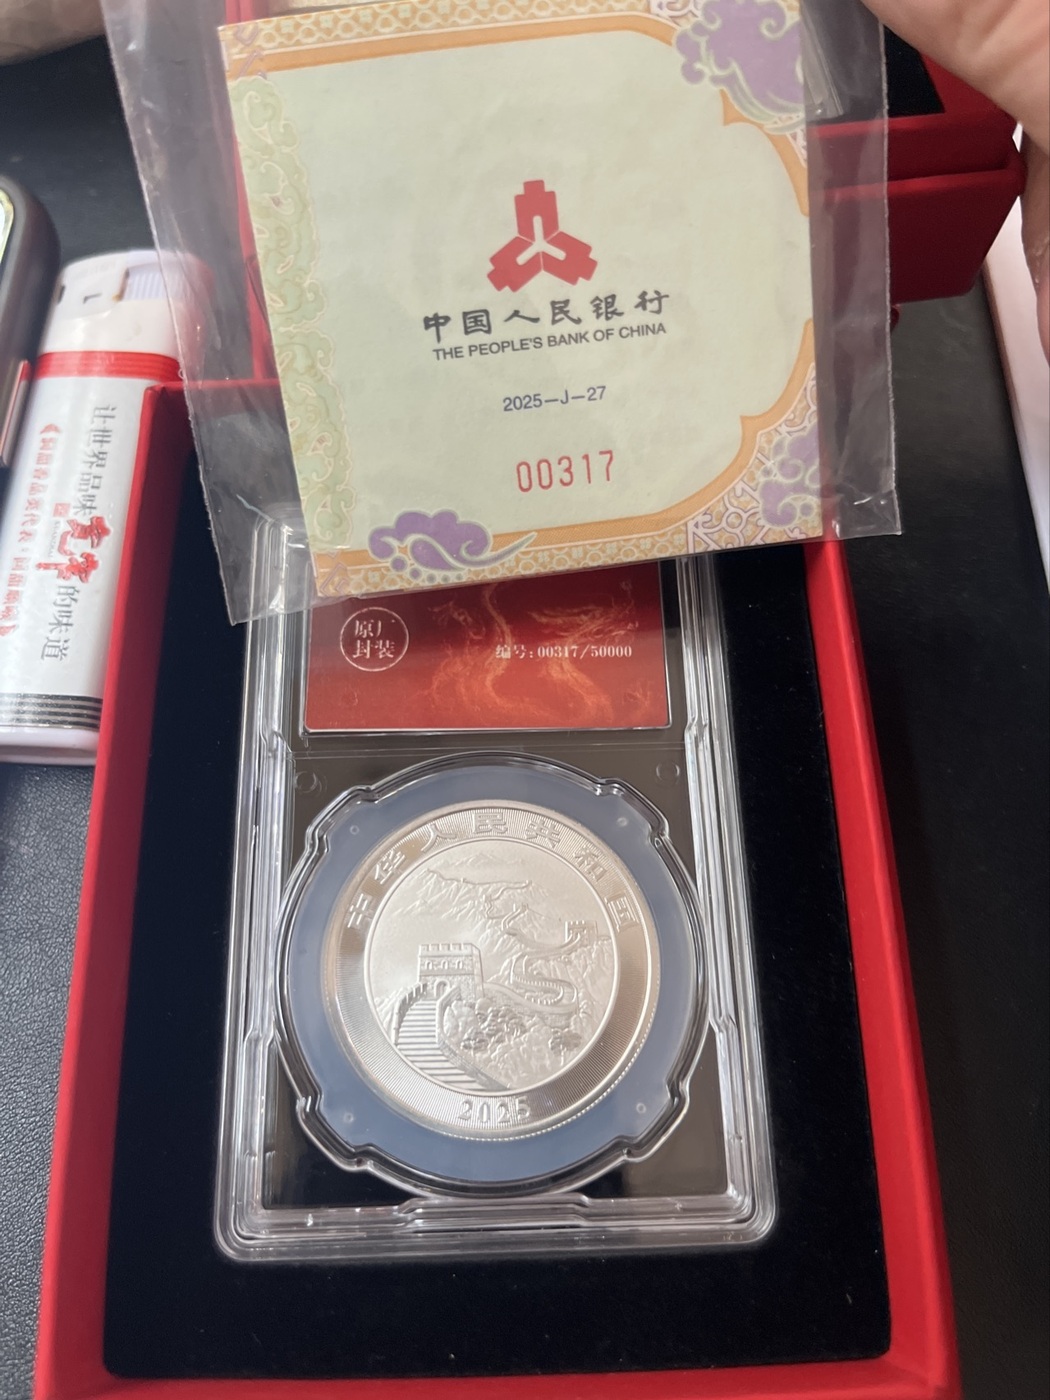 中国人民银行
THE PEOPLE'S BANK OF CHINA
2025-J-27
00317
原厂
封装
编号:00317/50000
中华人民共和国
2025
让世界品味
的味道
L